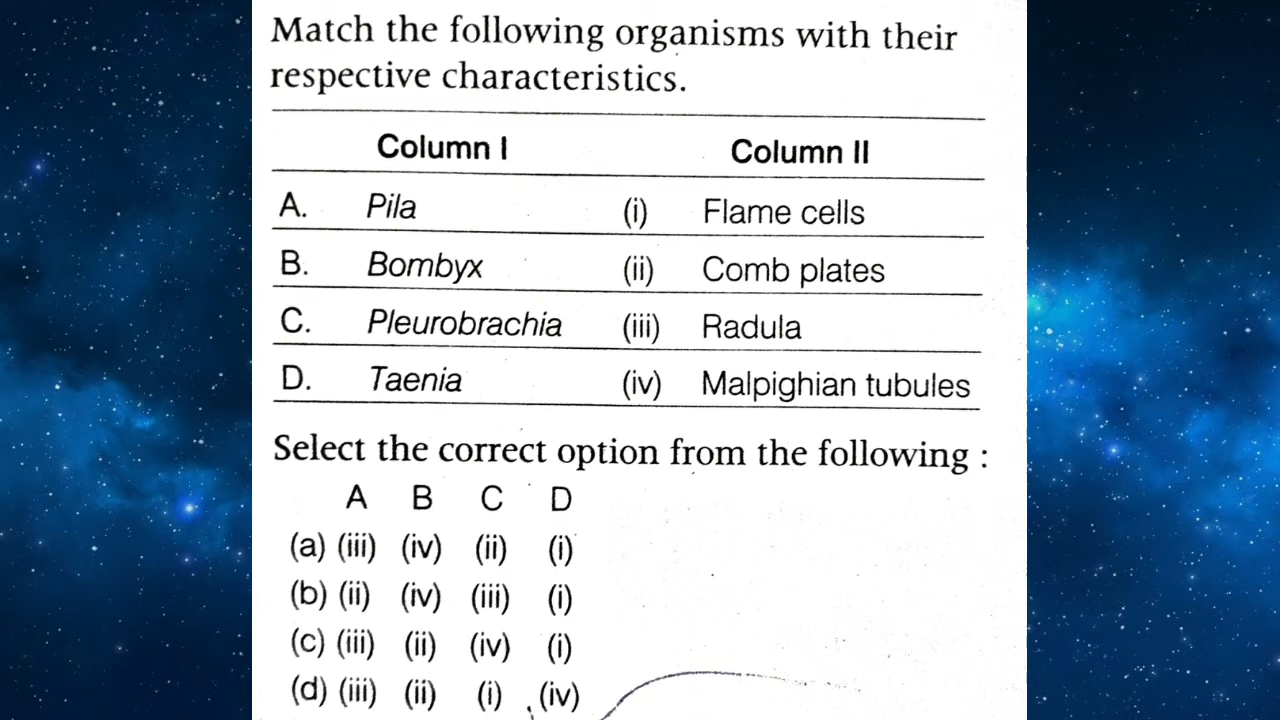 Match the following organisms with their
respective characteristics.
Column I Column II
A. Pila (i) Flame cells
B. Bombyx (ii) Comb plates
C. Pleurobrachia (iii) Radula
D. Taenia (iv) Malpighian tubules
Select the correct option from the following :
A B C D
(a) (iii) (iv) (ii) (i)
(b) (ii) (iv) (iii) (i)
(c) (iii) (ii) (iv) (i)
(d) (iii) (ii) (i) (iv)